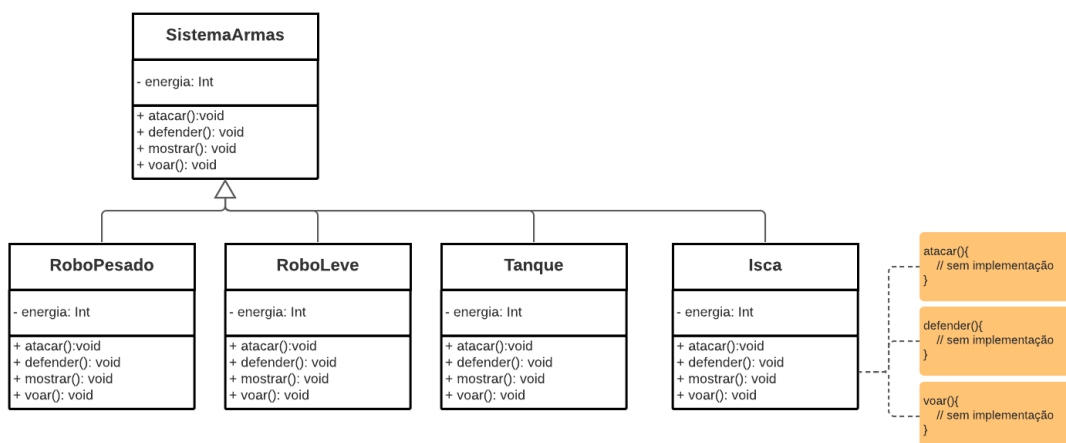 SistemaArmas
- energia: Int
+ atacar():void
+ defender(): void
+ mostrar(): void
+ voar(): void
RoboPesado
- energia: Int
+ atacar():void
+ defender(): void
+ mostrar(): void
+ voar(): void
RoboLeve
- energia: Int
+ atacar():void
+ defender(): void
+ mostrar(): void
+ voar(): void
Tanque
- energia: Int
+ atacar():void
+ defender(): void
+ mostrar(): void
+ voar(): void
Isca
- energia: Int
+ atacar():void
+ defender(): void
+ mostrar(): void
+ voar(): void
atacar(){
// sem implementação
}
defender(){
// sem implementação
}
voar(){
// sem implementação
}